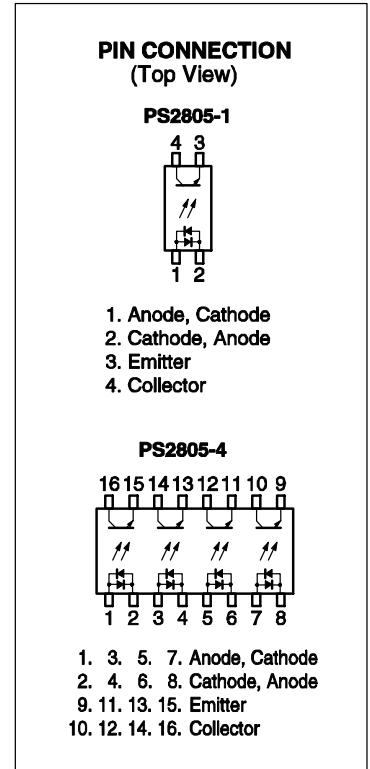 PIN CONNECTION
(Top View)
PS2805-1
4 3
1 2
1. Anode, Cathode
2. Cathode, Anode
3. Emitter
4. Collector
PS2805-4
16 15 14 13 12 11 10 9
1 2 3 4 5 6 7 8
1. 3. 5. 7. Anode, Cathode
2. 4. 6. 8. Cathode, Anode
9. 11. 13. 15. Emitter
10. 12. 14. 16. Collector